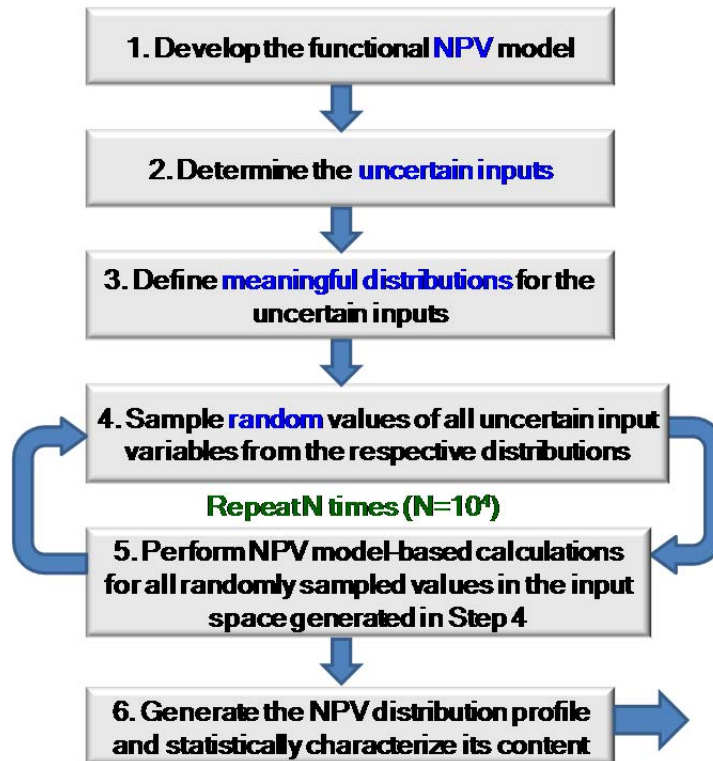 1. Develop the functional NPV model
2. Determine the uncertain inputs
3. Define meaningful distributions for the
uncertain inputs
4. Sample random values of all uncertain input
variables from the respective distributions
Repeat N times (N=10⁴)
5. Perform NPV model-based calculations
for all randomly sampled values in the input
space generated in Step 4
6. Generate the NPV distribution profile
and statistically characterize its content